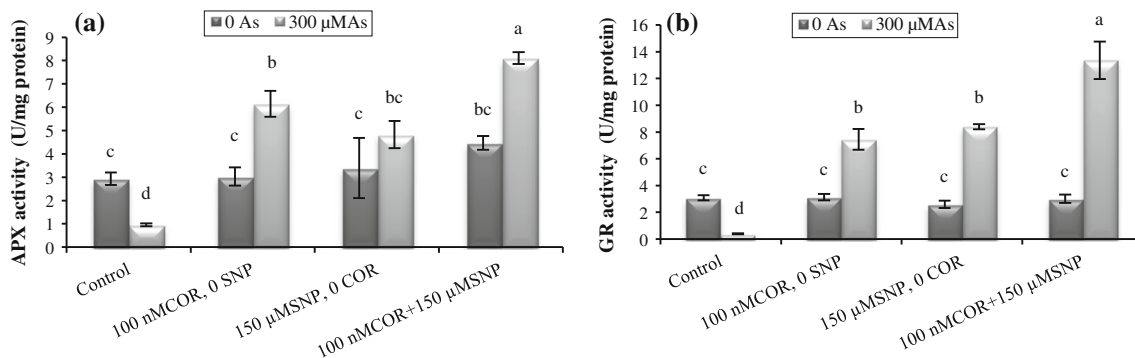 (a)
0 As 300 µMAs
APX activity (U/mg protein)
9
8
7
6
5
4
3
2
1
0
c
d
c
b
c
bc
bc
a
Control
100 nMCOR, 0 SNP
150 µMSNP, 0 COR
100 nMCOR+150 µMSNP
(b)
0 As 300 µMAs
GR activity (U/mg protein)
16
14
12
10
8
6
4
2
0
c
d
c
b
c
b
c
a
Control
100 nMCOR, 0 SNP
150 µMSNP, 0 COR
100 nMCOR+150 µMSNP